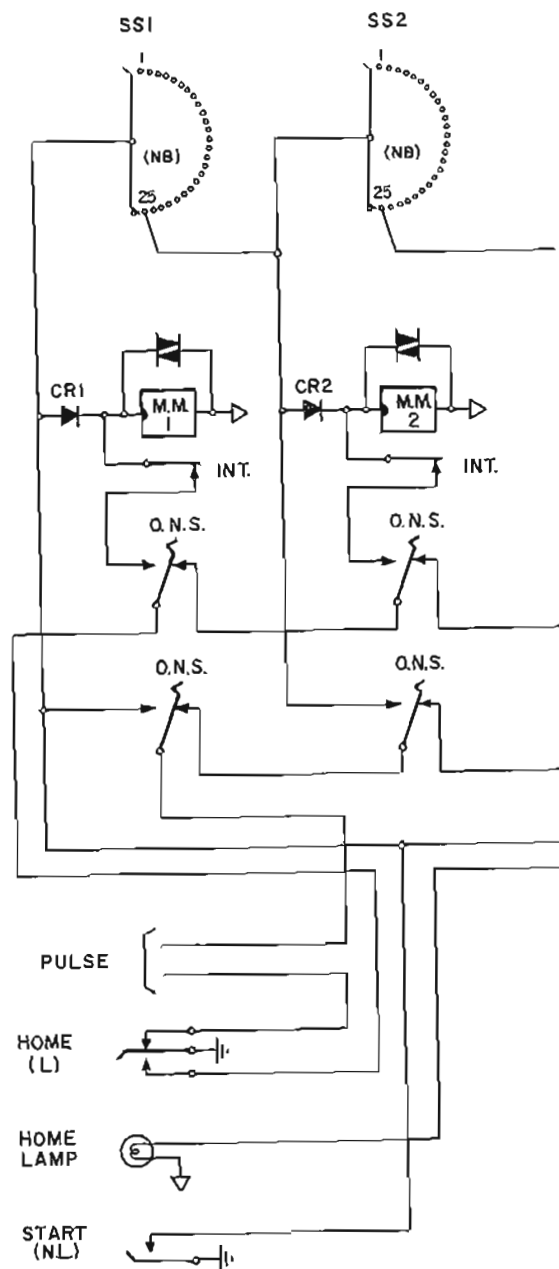 SS1
SS2
1
1
(NB)
(NB)
25
25
CR1
M.M.
1
CR2
M.M.
2
INT.
INT.
O.N.S.
O.N.S.
O.N.S.
O.N.S.
PULSE
HOME
(L)
HOME
LAMP
START
(NL)